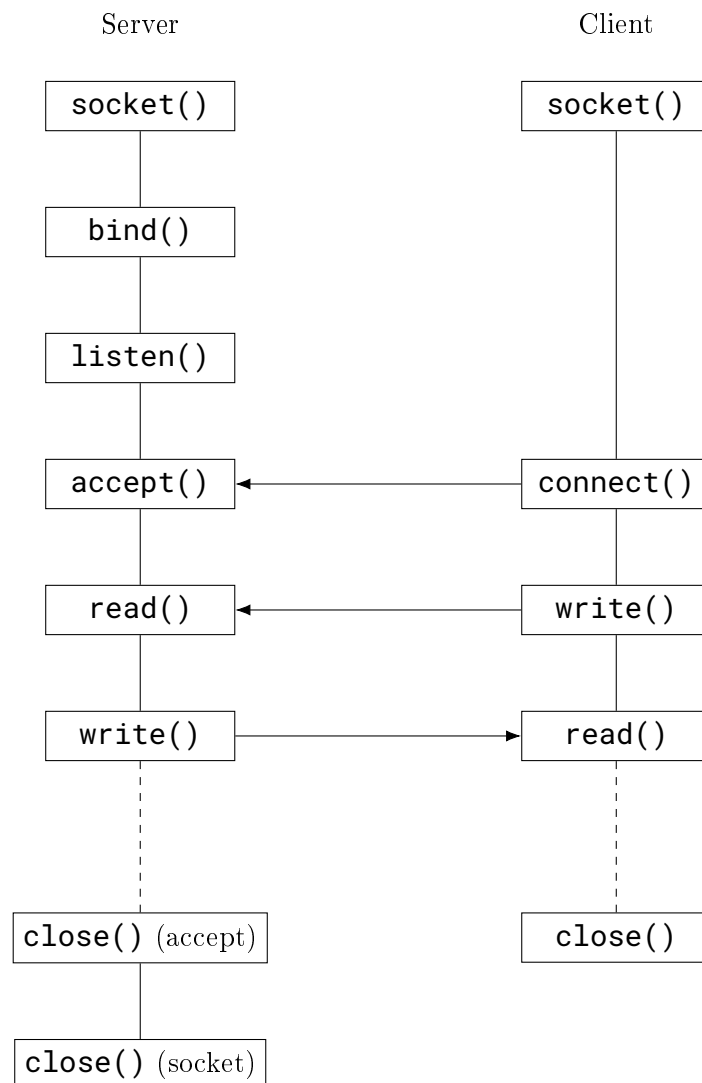 Server Client
socket() socket()
bind()
listen()
accept() connect()
read() write()
write() read()
close() (accept) close()
close() (socket)